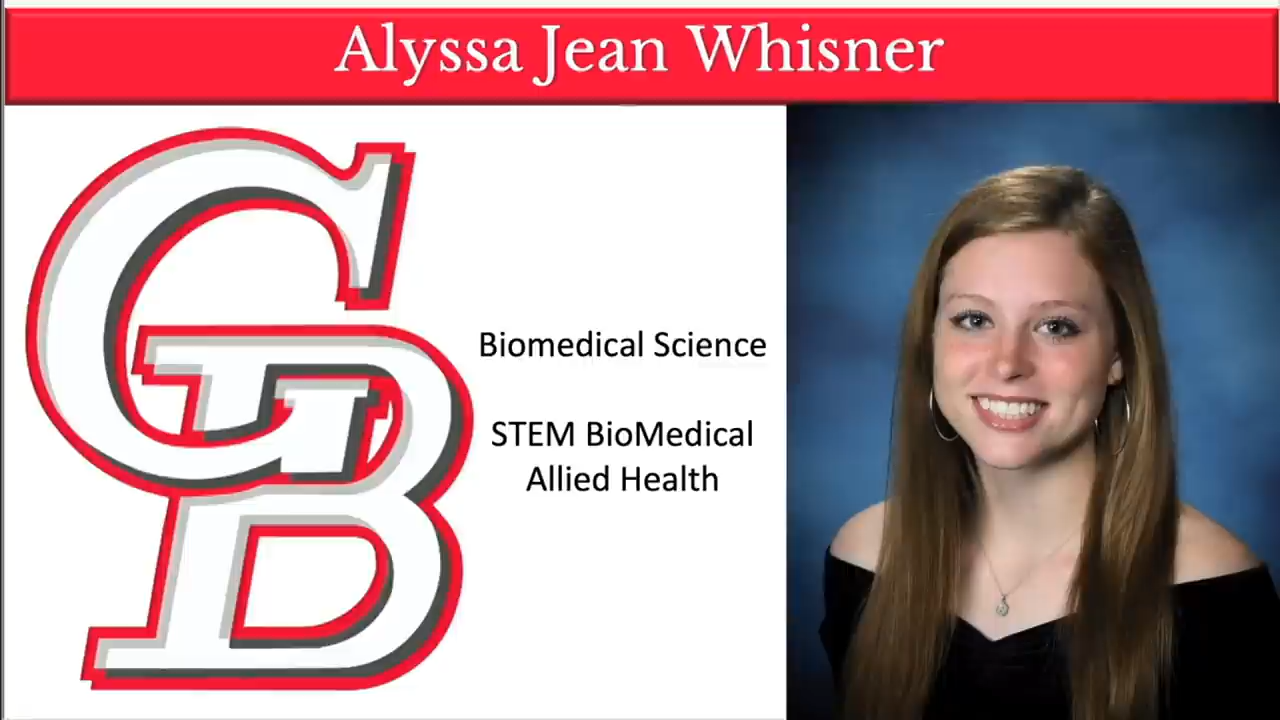 Alyssa Jean Whisner
GB
Biomedical Science
STEM BioMedical
Allied Health